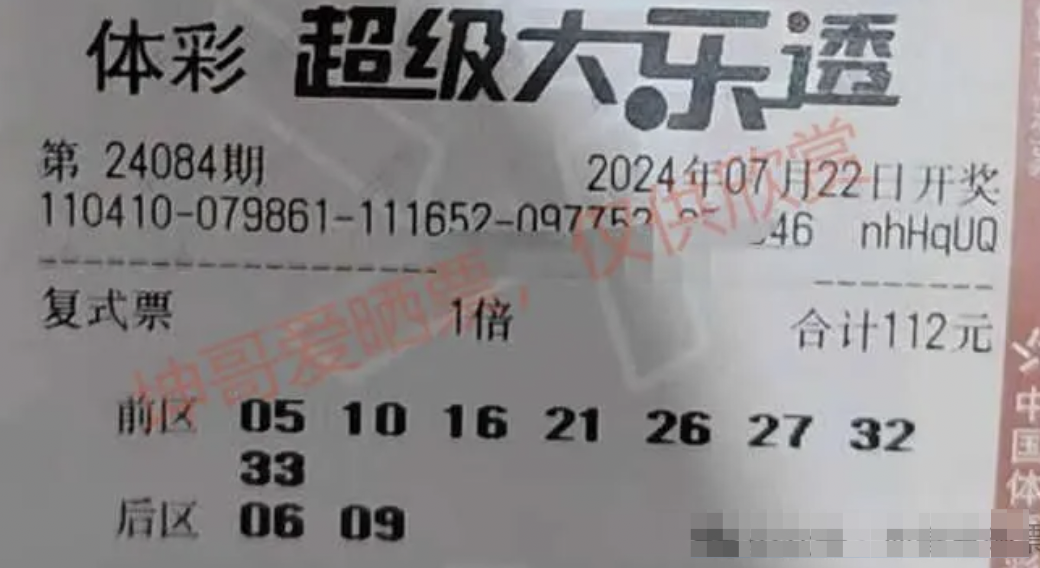 体彩 超级大乐透
第 24084期 2024年07月22日开奖
110410-079861-111652-097752 46 nhHqUQ
复式票 1倍 合计112元
坤哥爱晒票，仅供欣赏
前区 05 10 16 21 26 27 32
33
后区 06 09
中国体